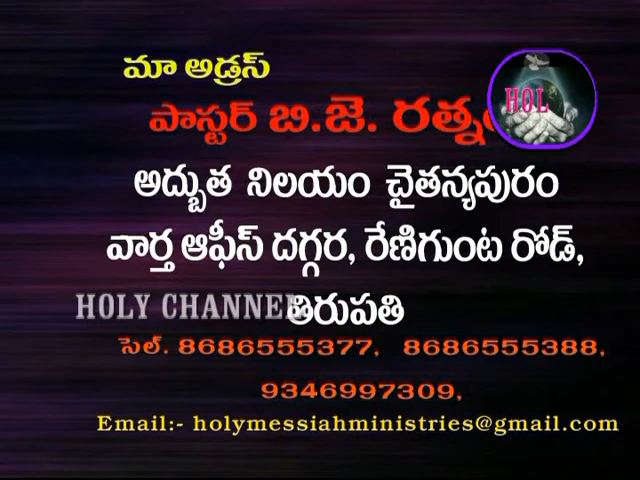 మా అడ్రస్
పాస్టర్ బి.జె.
HOL
అద్భుత నిలయం చైతన్యపురం
వార్త ఆఫీస్ దగ్గర, రేణిగుంట రోడ్,
HOLY CHANNEL తిరుపతి
సెల్. 8686555377, 8686555388,
9346997309,
Email:- holymessiahministries@gmail.com